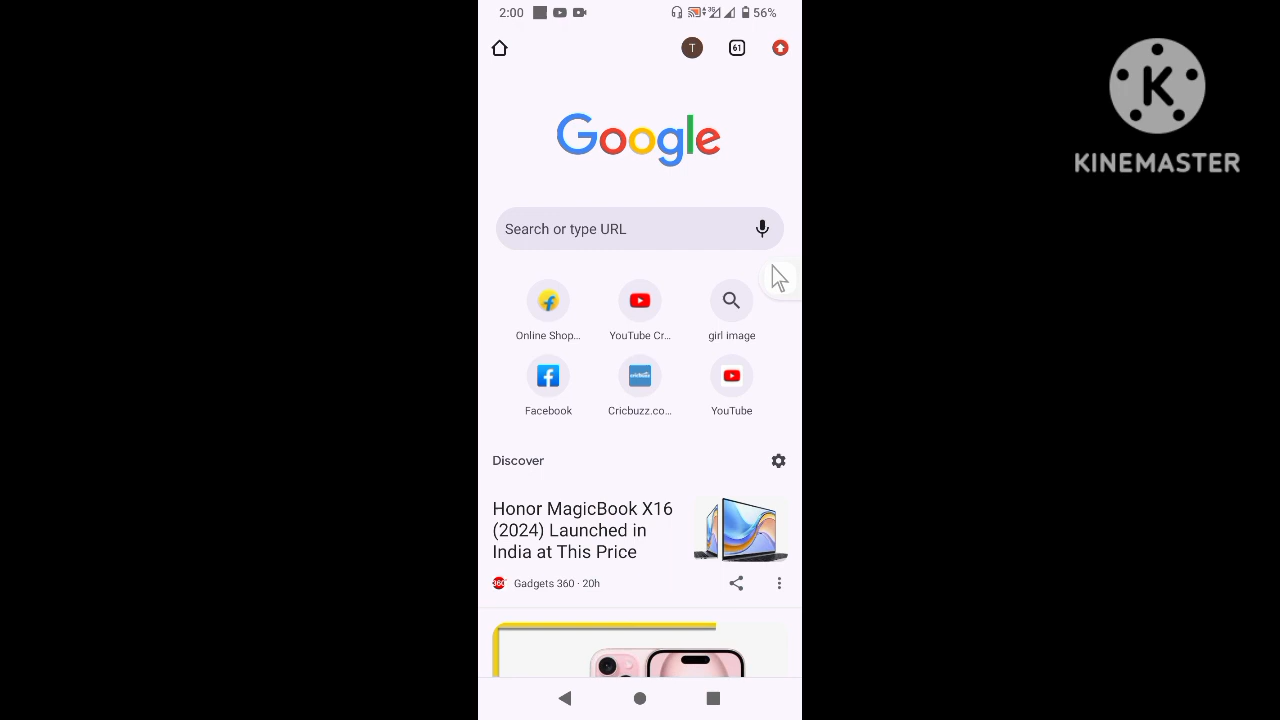 2:00
3G
56%
T
61
Google
Search or type URL
Online Shop...
YouTube Cr...
girl image
Facebook
Cricbuzz.co...
YouTube
Discover
Honor MagicBook X16
(2024) Launched in
India at This Price
Gadgets 360 · 20h
K
KINEMASTER